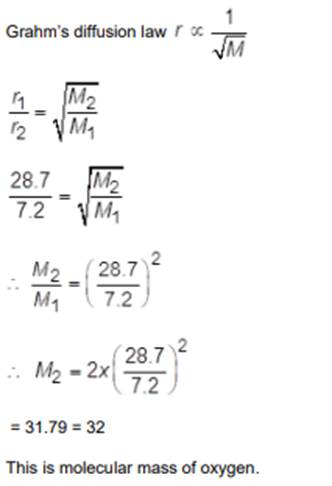 Grahm's diffusion law r ∝ 1/√M
r₁/r₂ = √(M₂/M₁)
28.7/7.2 = √(M₂/M₁)
∴ M₂/M₁ = (28.7/7.2)²
∴ M₂ = 2x(28.7/7.2)²
= 31.79 = 32
This is molecular mass of oxygen.